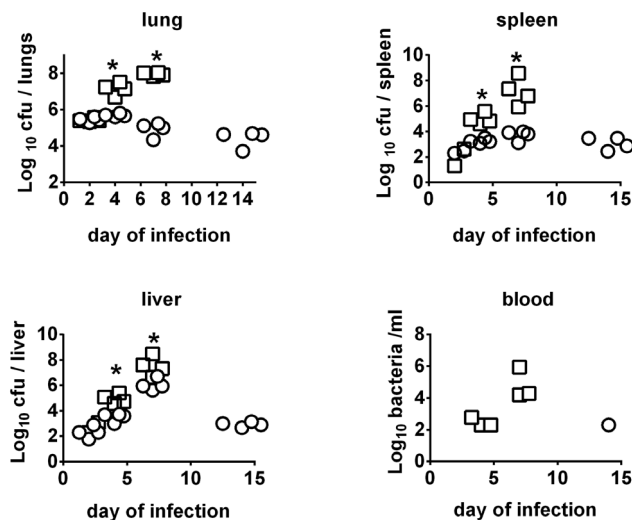 lung
Log 10 cfu / lungs
*
*
8
6
4
2
0 2 4 6 8 10 12 14
day of infection
spleen
Log 10 cfu / spleen
*
*
10
8
6
4
2
0
0 5 10 15
day of infection
liver
Log10 cfu / liver
*
*
10
8
6
4
2
0
0 5 10 15
day of infection
blood
Log10 bacteria /ml
8
6
4
2
0 5 10 15
day of infection